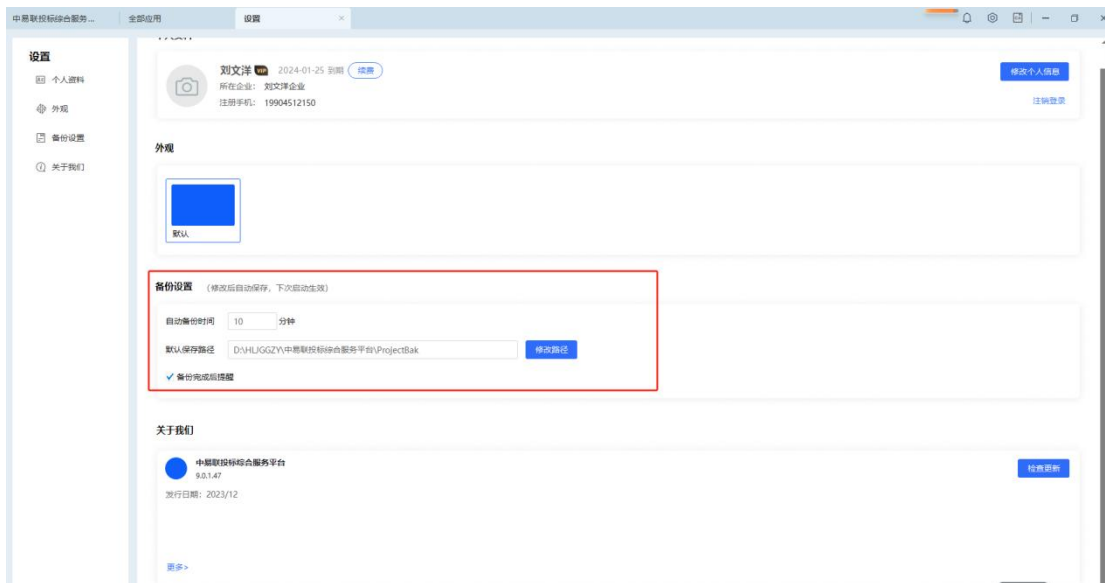 中易联投标综合服务... 全部应用 设置 ×
设置
个人资料
外观
备份设置
关于我们
刘文洋 VIP 2024-01-25 到期 续费
所在企业: 刘文洋企业
注册手机: 19904512150
修改个人信息
注销登录
外观
默认
备份设置 (修改后自动保存, 下次启动生效)
自动备份时间 10 分钟
默认保存路径 D:\HLJGGZY\中易联投标综合服务平台\ProjectBak 修改路径
备份完成后提醒
关于我们
中易联投标综合服务平台
9.0.1.47
检查更新
发行日期: 2023/12
更多>